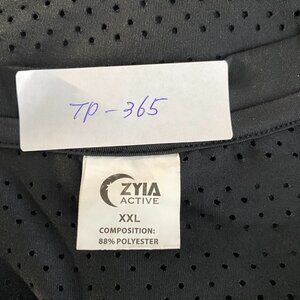 TP-365
ZYIA
ACTIVE
XXL
COMPOSITION:
88% POLYESTER